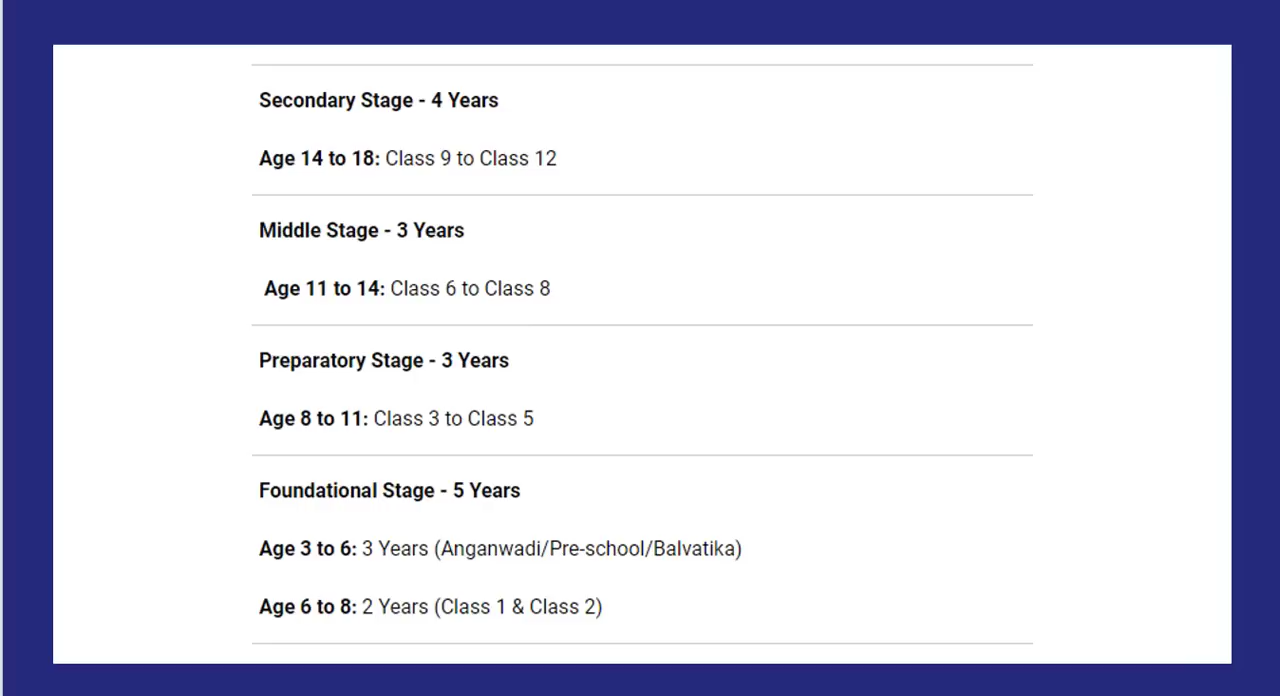 Secondary Stage - 4 Years
Age 14 to 18: Class 9 to Class 12
Middle Stage - 3 Years
Age 11 to 14: Class 6 to Class 8
Preparatory Stage - 3 Years
Age 8 to 11: Class 3 to Class 5
Foundational Stage - 5 Years
Age 3 to 6: 3 Years (Anganwadi/Pre-school/Balvatika)
Age 6 to 8: 2 Years (Class 1 & Class 2)